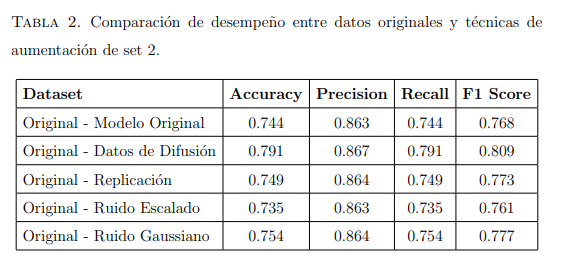 TABLA 2. Comparación de desempeño entre datos originales y técnicas de
aumentación de set 2.
Dataset Accuracy Precision Recall F1 Score
Original - Modelo Original 0.744 0.863 0.744 0.768
Original - Datos de Difusión 0.791 0.867 0.791 0.809
Original - Replicación 0.749 0.864 0.749 0.773
Original - Ruido Escalado 0.735 0.863 0.735 0.761
Original - Ruido Gaussiano 0.754 0.864 0.754 0.777